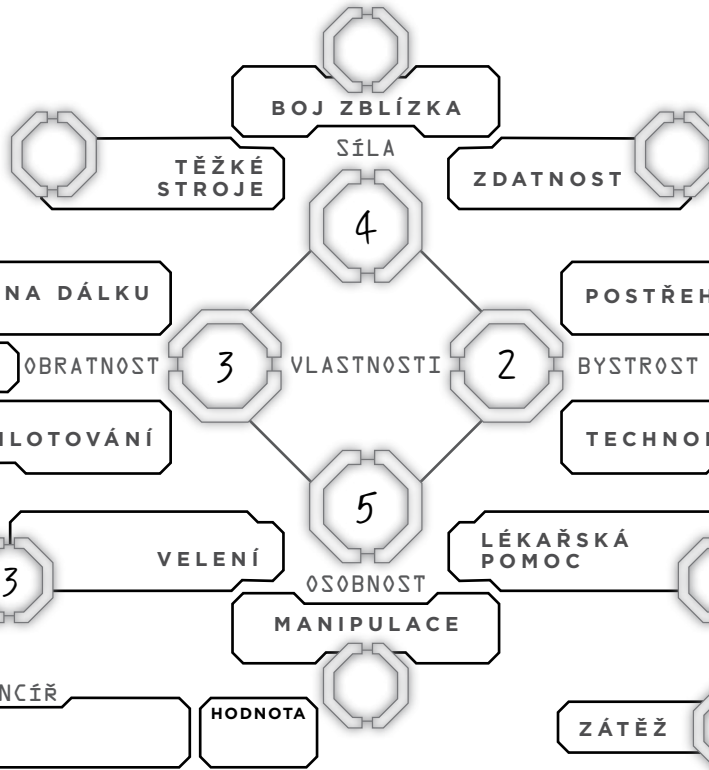 BOJ ZBLÍZKA
SÍLA
TĚŽKÉ
STROJE
ZDATNOST
4
NA DÁLKU
POSTŘEH
OBRATNOST
3
VLASTNOSTI
2
BYSTROST
LOTOVÁNÍ
TECHNO
5
3
VELENÍ
LÉKAŘSKÁ
POMOC
OSOBNOST
MANIPULACE
NCÍŘ
HODNOTA
ZÁTĚŽ